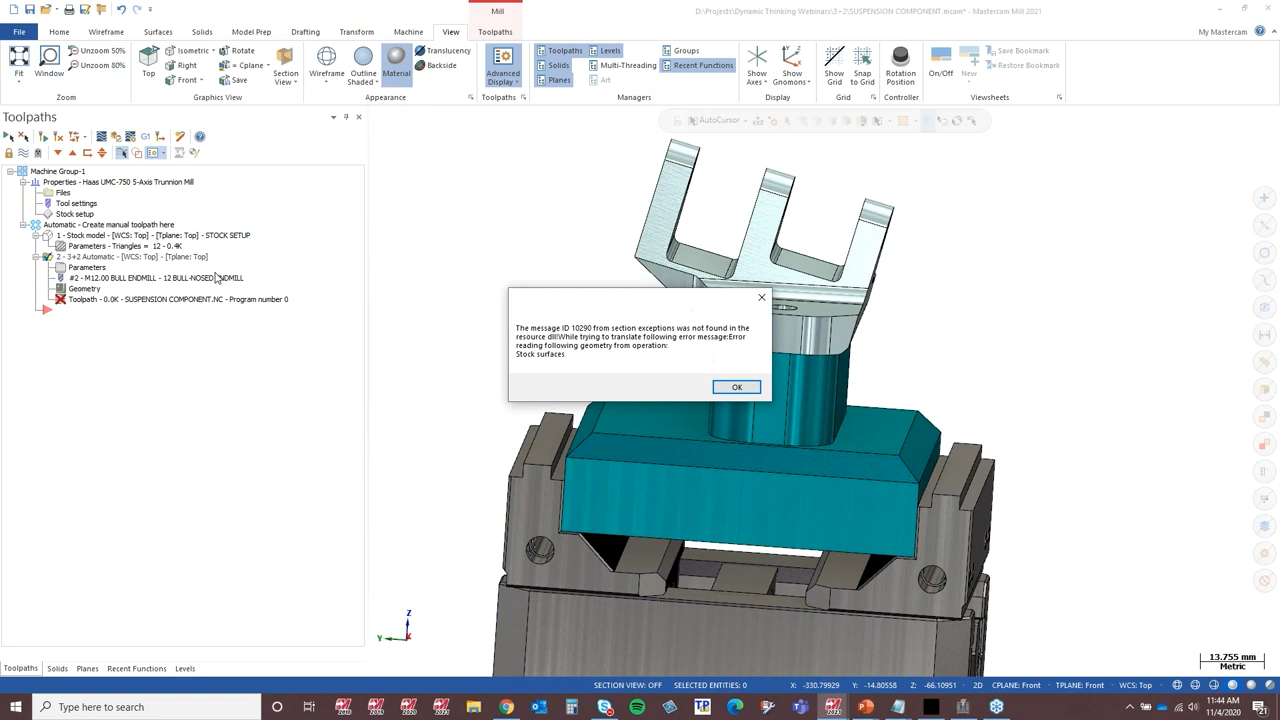 Mill
D:\Projects\Dynamic Thinking Webinars\3+2\SUSPENSION COMPONENT.mcam* - Mastercam Mill 2021
File Home Wireframe Surfaces Solids Model Prep Drafting Transform Machine View Toolpaths My Mastercam
Fit Window Unzoom 50% Unzoom 80% Zoom
Top Isometric Right Front Rotate = Cplane Save Section View Graphics View
Wireframe Outline Shaded Material Translucency Backside Appearance
Advanced Display Toolpaths
Toolpaths Levels Groups
Solids Multi-Threading Recent Functions
Planes Art
Managers
Show Axes Show Gnomons Display
Show Grid Snap to Grid Grid
Rotation Position Controller
On/Off New Save Bookmark Restore Bookmark Viewsheets
Toolpaths
AutoCursor
G1
Machine Group-1
Properties - Haas UMC-750 5-Axis Trunnion Mill
Files
Tool settings
Stock setup
Automatic - Create manual toolpath here
1 - Stock model - [WCS: Top] - [Tplane: Top] - STOCK SETUP
Parameters - Triangles = 12 - 0.4K
2 - 3+2 Automatic - [WCS: Top] - [Tplane: Top]
Parameters
#2 - M12.00 BULL ENDMILL - 12 BULL-NOSED ENDMILL
Geometry
Toolpath - 0.0K - SUSPENSION COMPONENT.NC - Program number 0
The message ID 10290 from section exceptions was not found in the
resource dll!While trying to translate following error message:Error
reading following geometry from operation:
Stock surfaces
OK
Z
Y
X
13.755 mm
Metric
Toolpaths Solids Planes Recent Functions Levels
SECTION VIEW: OFF SELECTED ENTITIES: 0 X: -330.79929 Y: -14.80558 Z: -66.10951 2D CPLANE: Front TPLANE: Front WCS: Top
Type here to search
2018 2019 2020 2021 2021
11:44 AM
11/4/2020